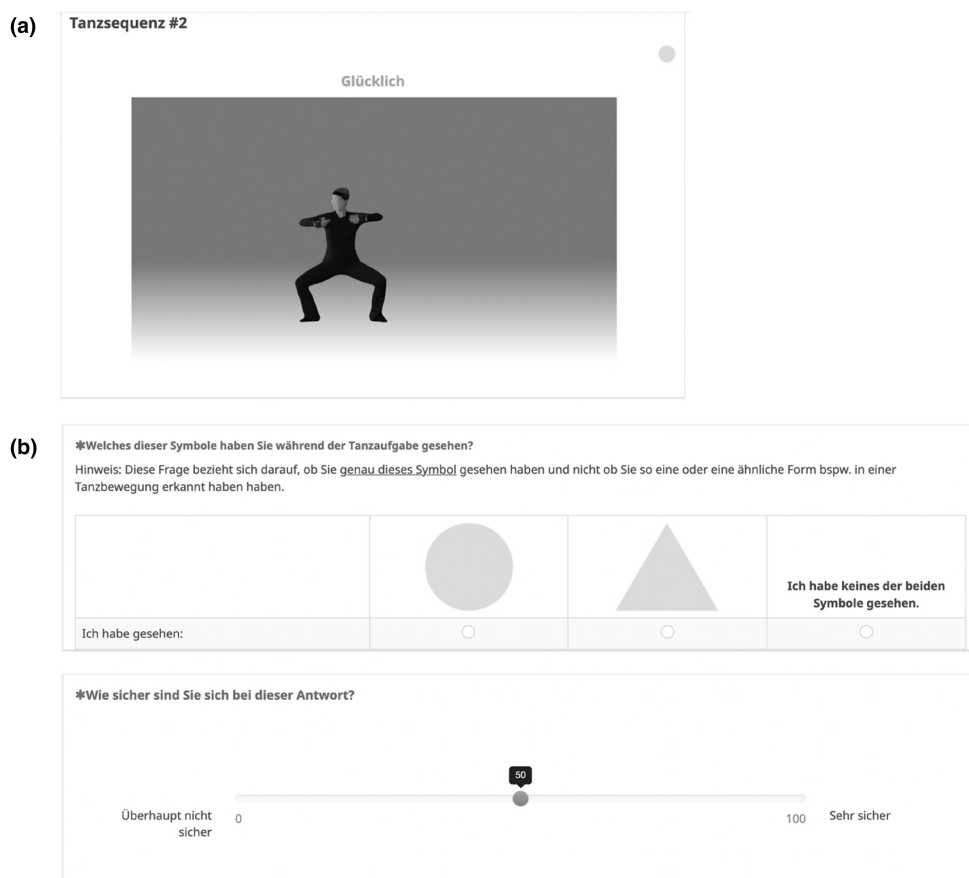 (a)
Tanzsequenz #2
Glücklich
(b)
✱Welches dieser Symbole haben Sie während der Tanzaufgabe gesehen?
Hinweis: Diese Frage bezieht sich darauf, ob Sie genau dieses Symbol gesehen haben und nicht ob Sie so eine oder eine ähnliche Form bspw. in einer
Tanzbewegung erkannt haben haben.
Ich habe keines der beiden
Symbole gesehen.
Ich habe gesehen:
✱Wie sicher sind Sie sich bei dieser Antwort?
50
Überhaupt nicht
sicher
0
100
Sehr sicher